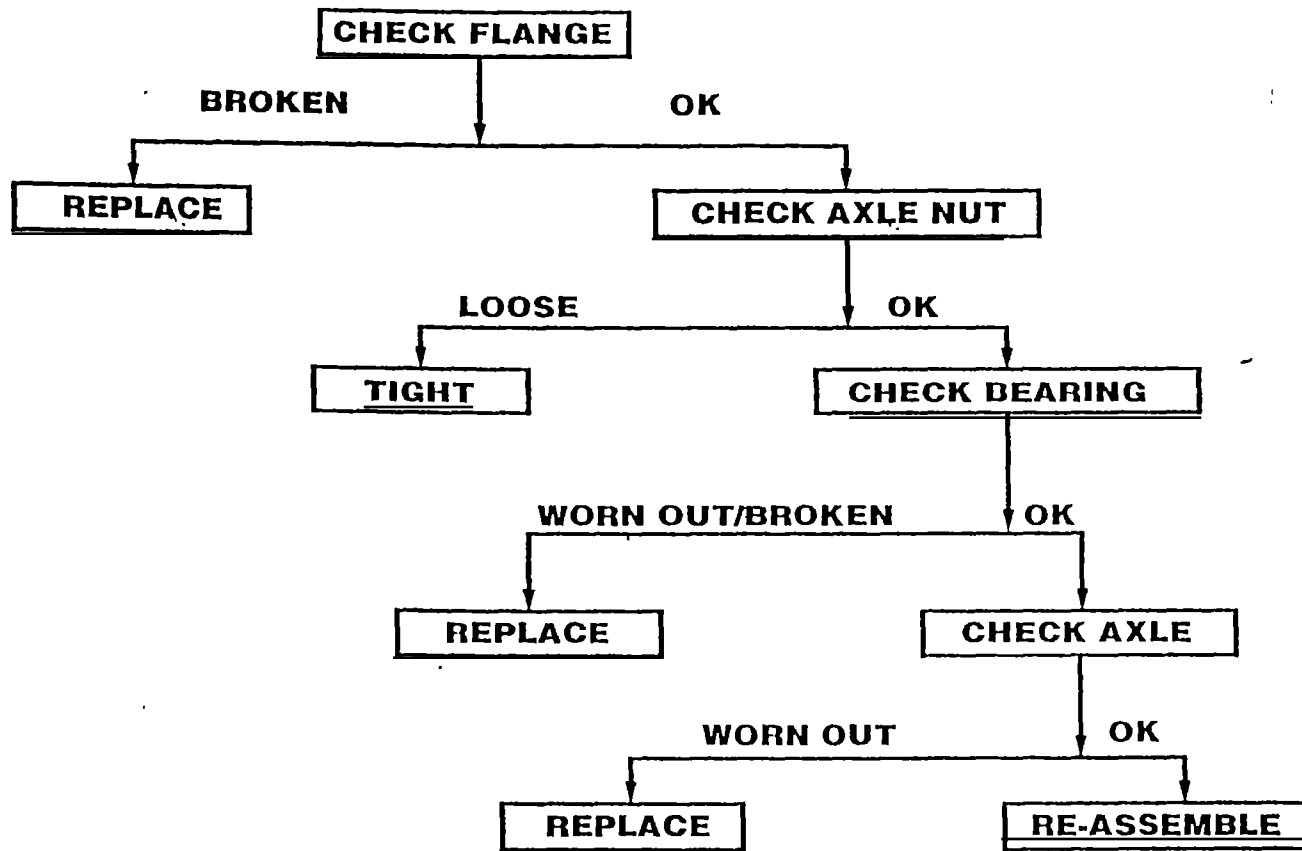 CHECK FLANGE
BROKEN
OK
REPLACE
CHECK AXLE NUT
LOOSE
OK
TIGHT
CHECK BEARING
WORN OUT/BROKEN
OK
REPLACE
CHECK AXLE
WORN OUT
OK
REPLACE
RE-ASSEMBLE